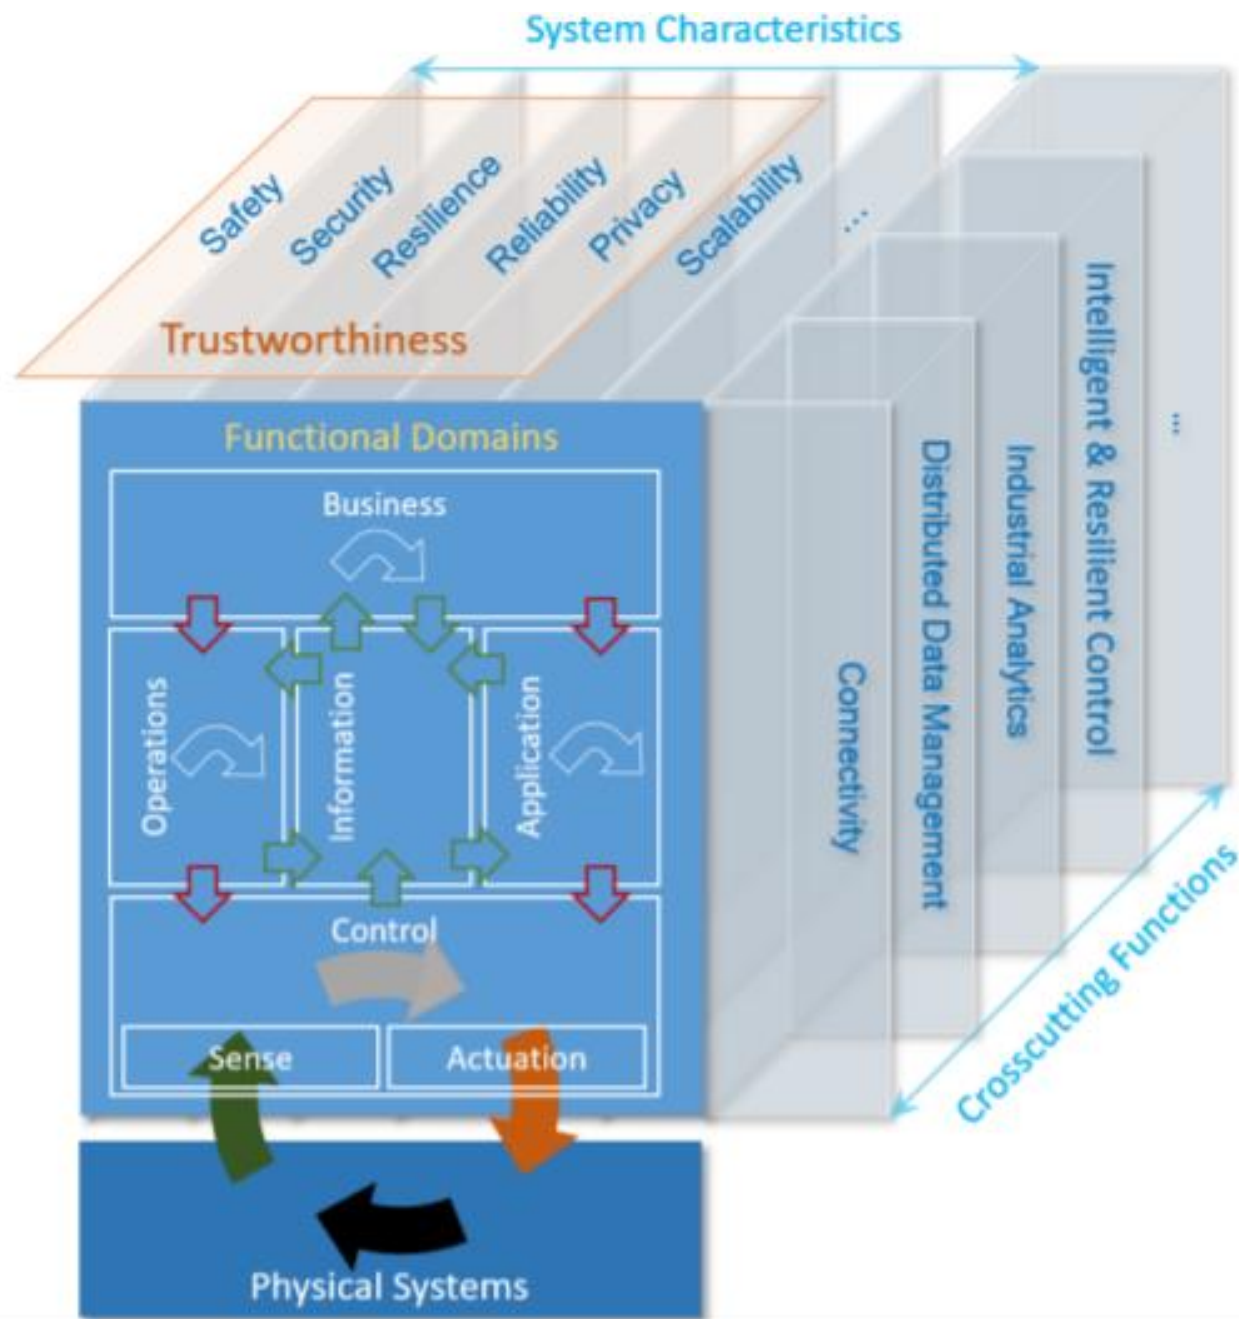 System Characteristics
Safety
Security
Resilience
Reliability
Privacy
Scalability
...
Trustworthiness
Functional Domains
Business
Operations
Information
Application
Control
Sense
Actuation
Physical Systems
Connectivity
Distributed Data Management
Industrial Analytics
Intelligent & Resilient Control
...
Crosscutting Functions